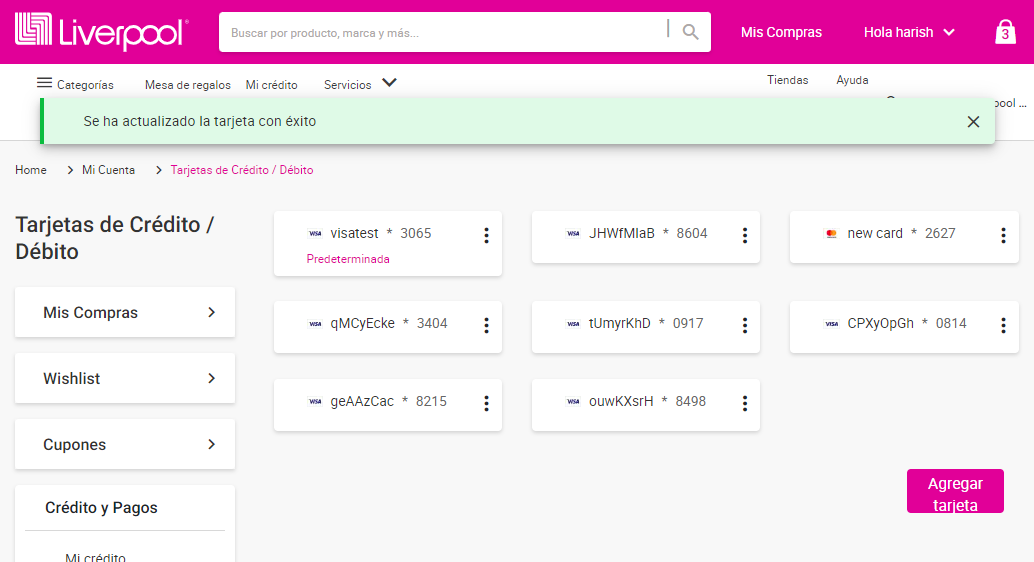 Liverpool
Buscar por producto, marca y más...
Mis Compras
Hola harish
3
Categorías
Mesa de regalos
Mi crédito
Servicios
Tiendas
Ayuda
pool ...
Se ha actualizado la tarjeta con éxito
Home
Mi Cuenta
Tarjetas de Crédito / Débito
Tarjetas de Crédito /
Débito
Mis Compras
Wishlist
Cupones
Crédito y Pagos
Mi crédito
VISA visatest * 3065
Predeterminada
VISA JHWfMIaB * 8604
new card * 2627
VISA qMCyEcke * 3404
VISA tUmyrKhD * 0917
VISA CPXyOpGh * 0814
VISA geAAzCac * 8215
VISA ouwKXsrH * 8498
Agregar
tarjeta